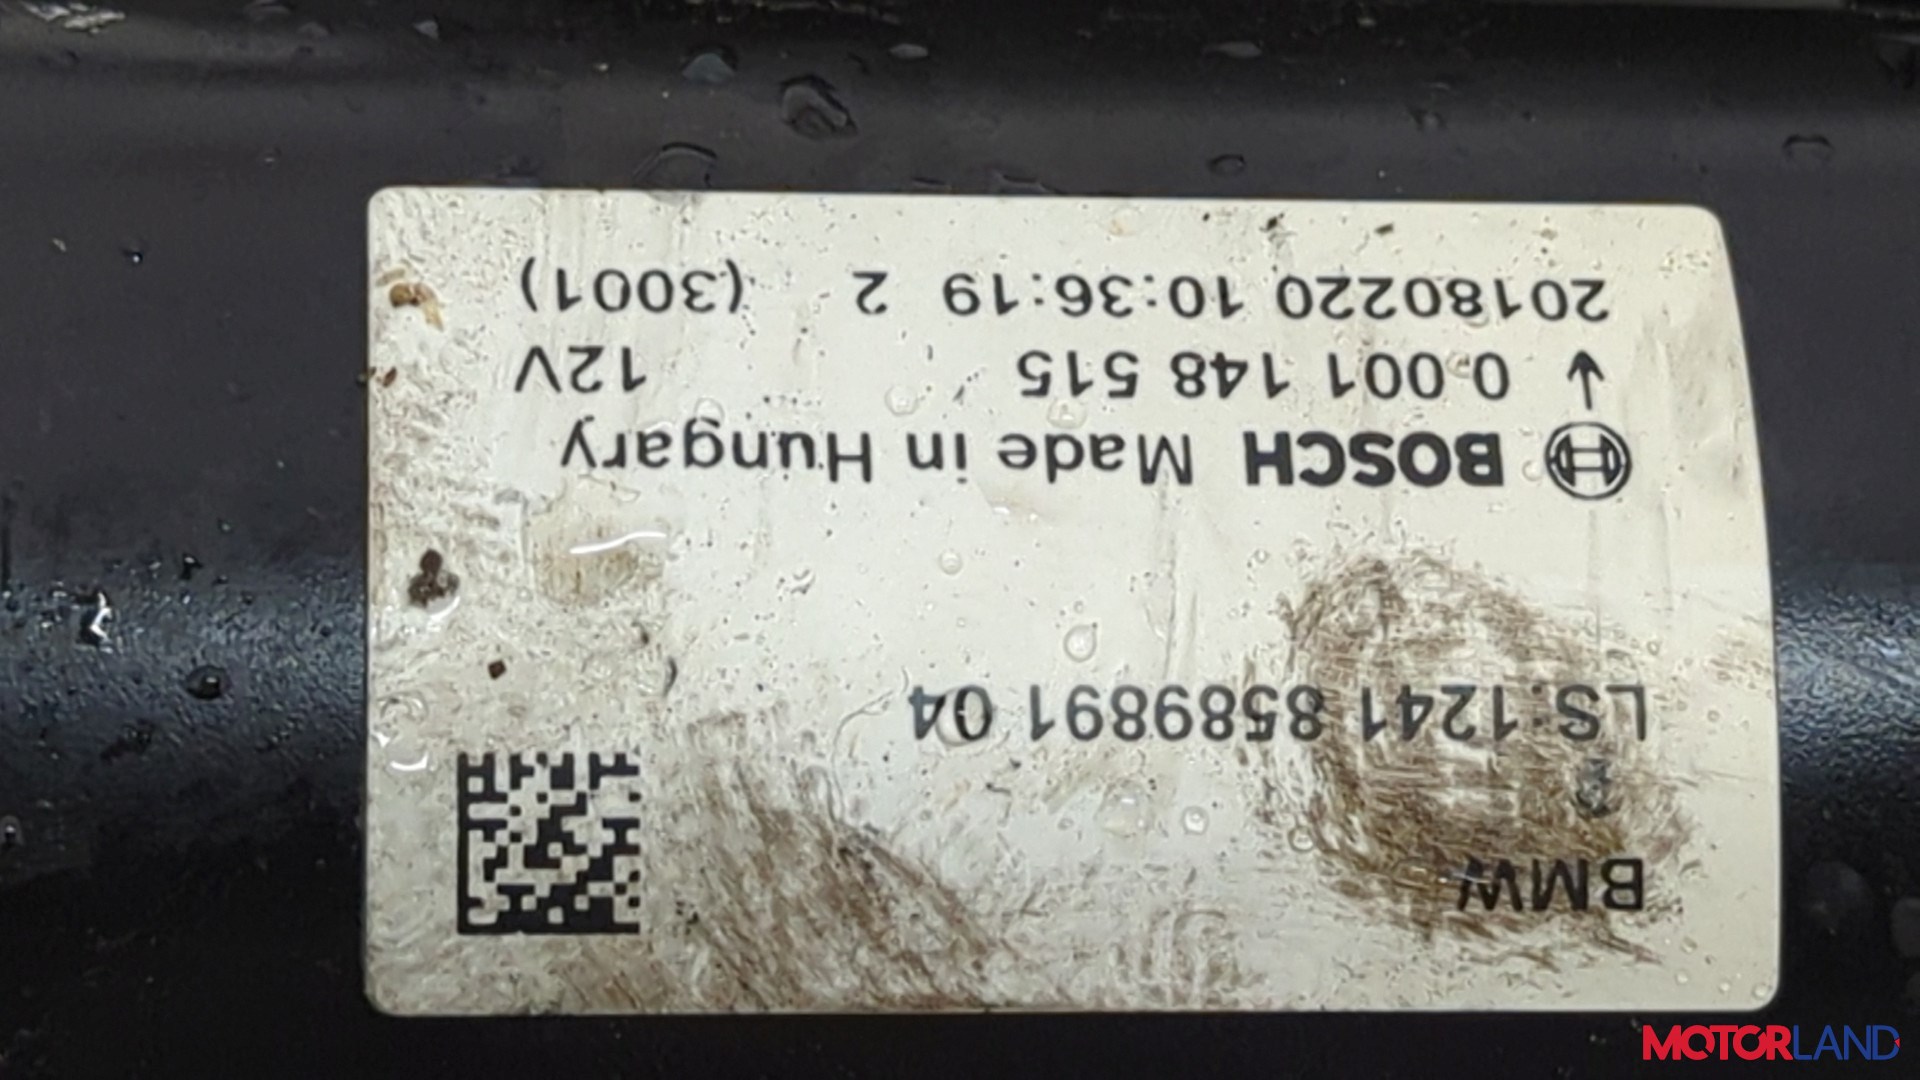 BMW
LS:1241 8589891 04
BOSCH Made in Hungary
0 001 148 515 12V
20180220 10:36:19 2 (3001)
MOTORLAND